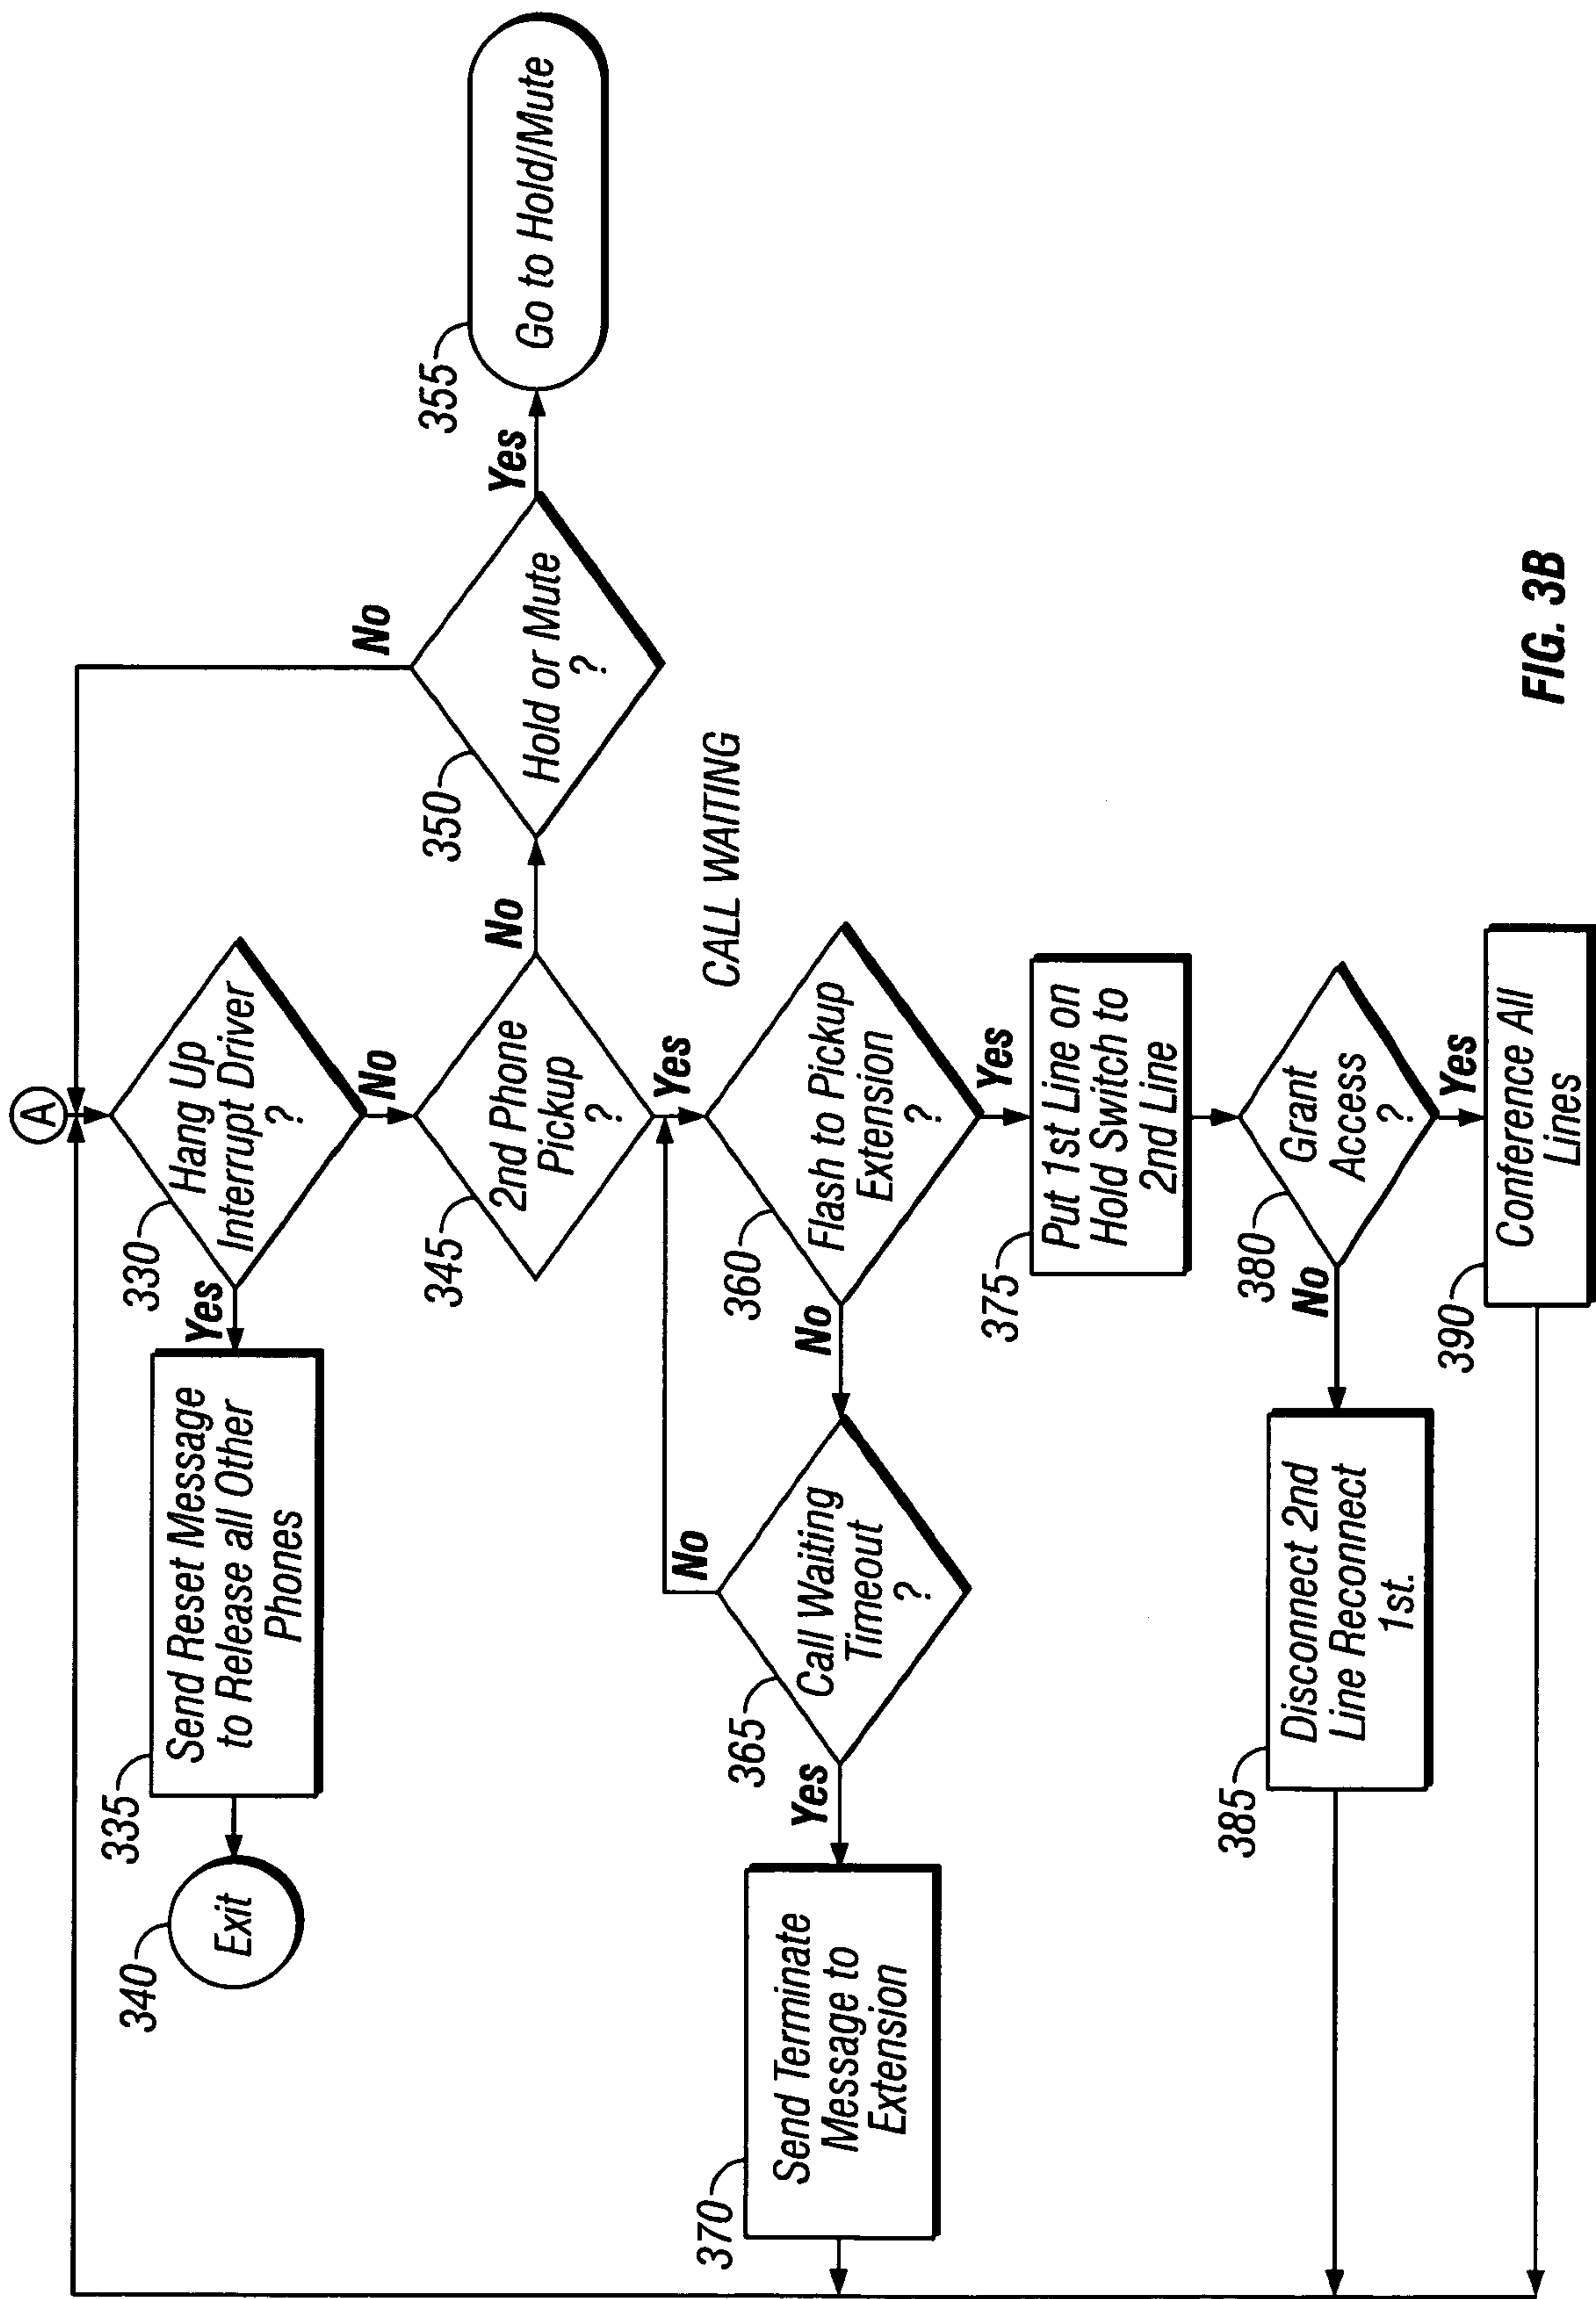 A
330
Hang Up
Interrupt Driver
?
Yes
No
335
Send Reset Message
to Release all Other
Phones
340
Exit
345
2nd Phone
Pickup
?
No
Yes
350
Hold or Mute
?
No
Yes
355
Go to Hold/Mute
CALL WAITING
360
Flash to Pickup
Extension
?
No
Yes
365
Call Waiting
Timeout
?
No
Yes
370
Send Terminate
Message to
Extension
375
Put 1st Line on
Hold Switch to
2nd Line
380
Grant
Access
?
No
Yes
385
Disconnect 2nd
Line Reconnect
1st.
390
Conference All
Lines
FIG. 3B